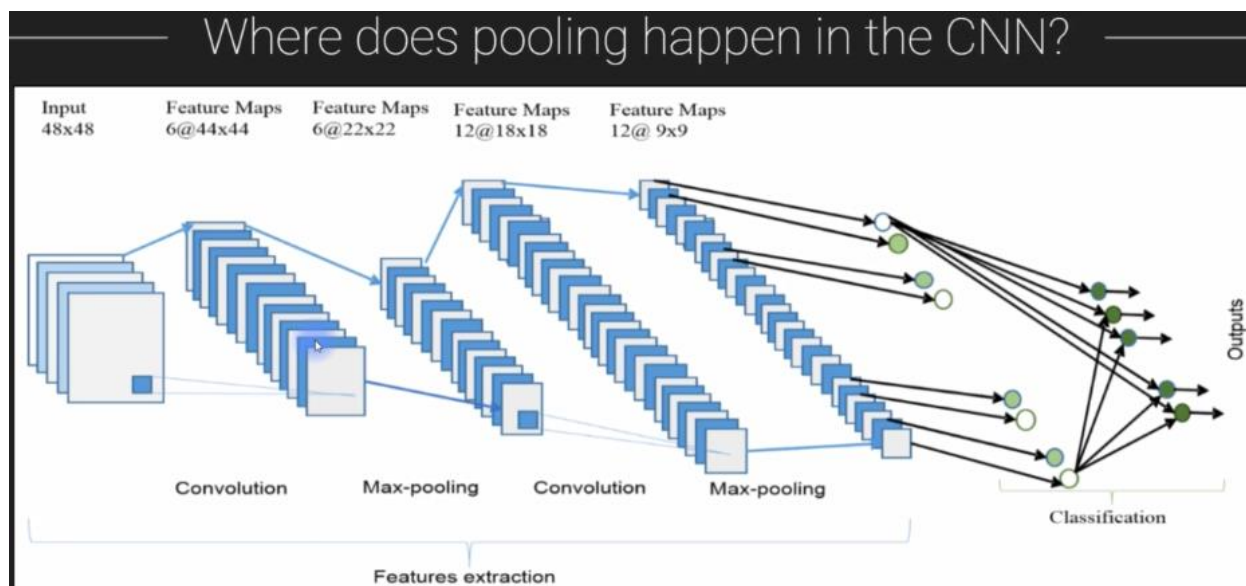 Where does pooling happen in the CNN?
Input
48x48
Feature Maps
6@44x44
Feature Maps
6@22x22
Feature Maps
12@18x18
Feature Maps
12@ 9x9
Outputs
Convolution
Max-pooling
Convolution
Max-pooling
Classification
Features extraction